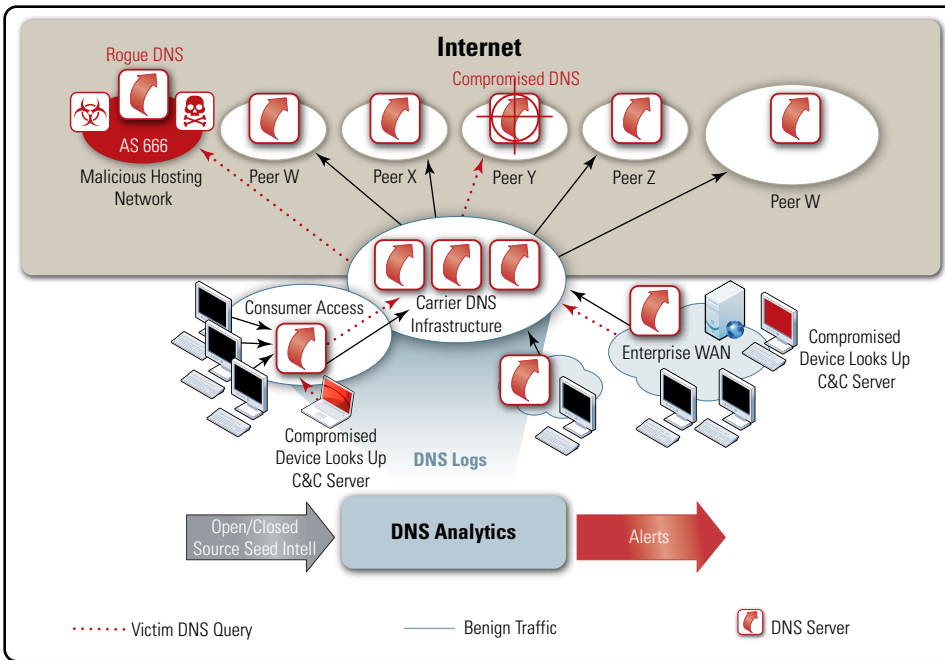 Internet
Rogue DNS
Compromised DNS
AS 666
Malicious Hosting
Network
Peer W
Peer X
Peer Y
Peer Z
Peer W
Consumer Access
Carrier DNS
Infrastructure
Enterprise WAN
Compromised
Device Looks Up
C&C Server
Compromised
Device Looks Up
C&C Server
DNS Logs
Open/Closed
Source Seed Intell
DNS Analytics
Alerts
Victim DNS Query
Benign Traffic
DNS Server